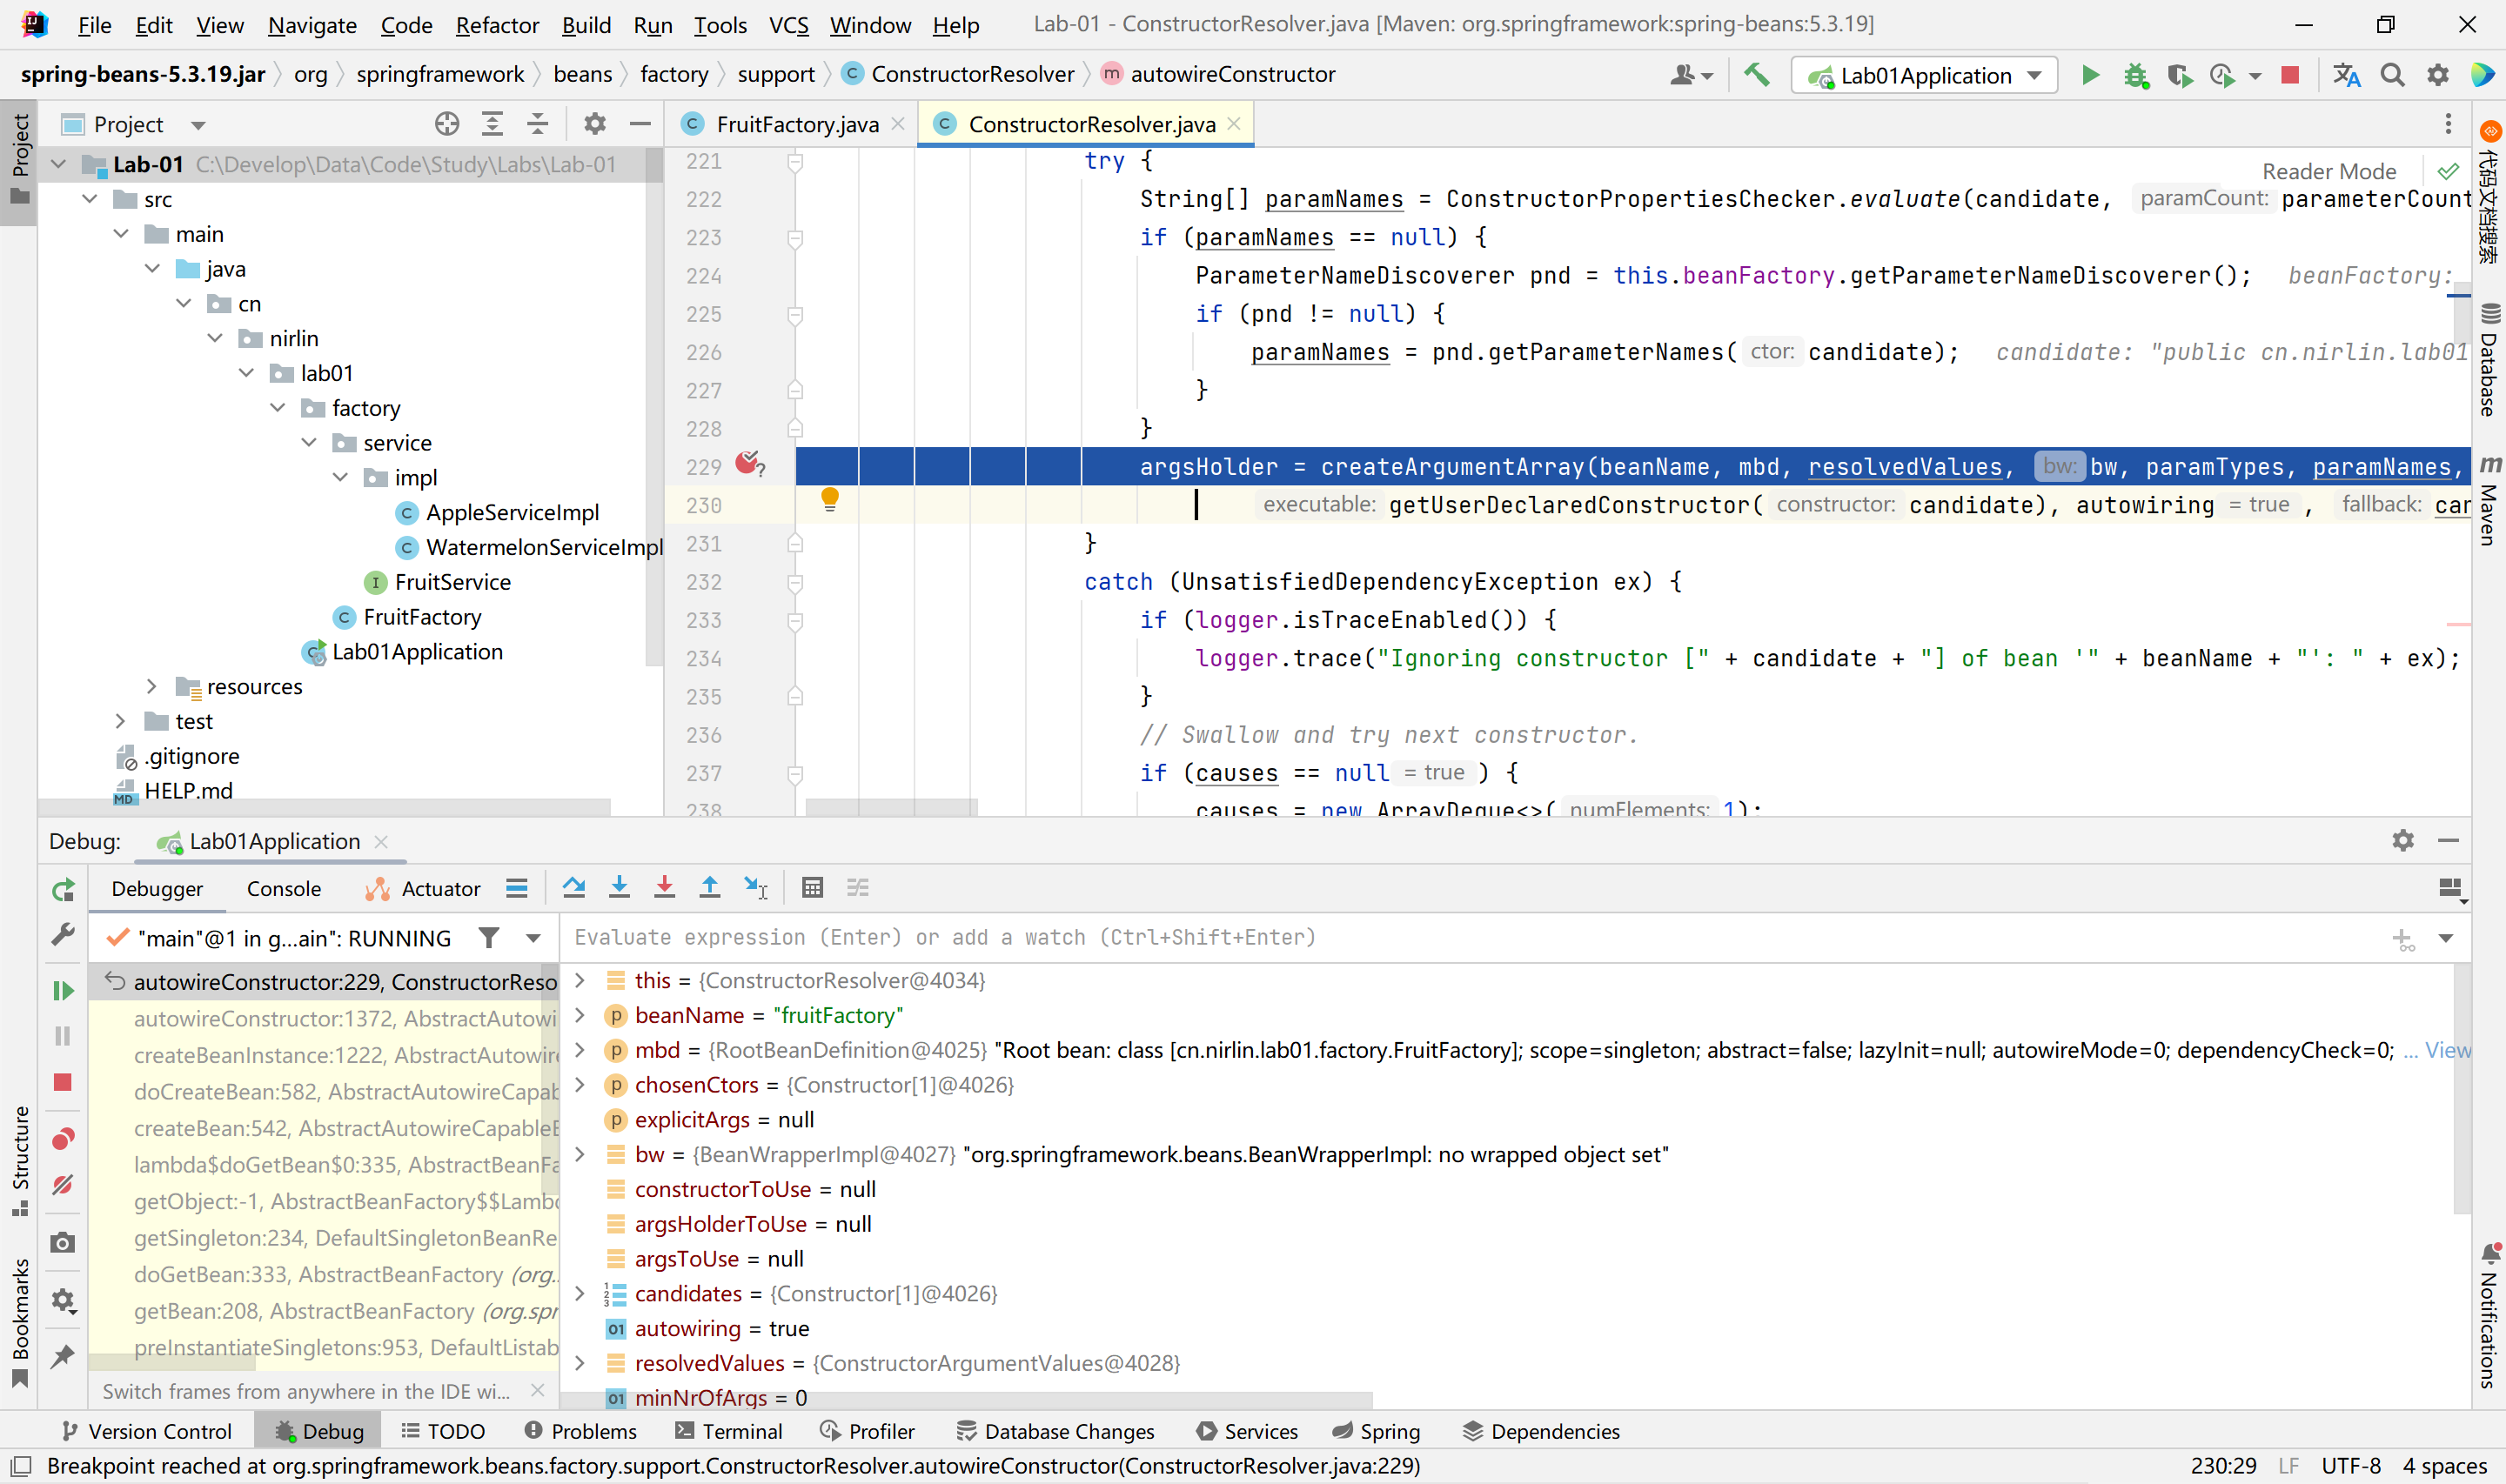 File Edit View Navigate Code Refactor Build Run Tools VCS Window Help Lab-01 - ConstructorResolver.java [Maven: org.springframework:spring-beans:5.3.19]
spring-beans-5.3.19.jar org springframework beans factory support ConstructorResolver autowireConstructor Lab01Application
Project
Project
FruitFactory.java
ConstructorResolver.java
Lab-01 C:\Develop\Data\Code\Study\Labs\Lab-01
src
main
java
cn
nirlin
lab01
factory
service
impl
AppleServiceImpl
WatermelonServiceImpl
FruitService
FruitFactory
Lab01Application
resources
test
.gitignore
HELP.md
Reader Mode
221 try {
222 String[] paramNames = ConstructorPropertiesChecker.evaluate(candidate, paramCount: parameterCount
223 if (paramNames == null) {
224 ParameterNameDiscoverer pnd = this.beanFactory.getParameterNameDiscoverer(); beanFactory:
225 if (pnd != null) {
226 paramNames = pnd.getParameterNames( ctor: candidate); candidate: "public cn.nirlin.lab01
227 }
228 }
229 argsHolder = createArgumentArray(beanName, mbd, resolvedValues, bw: bw, paramTypes, paramNames,
230 executable: getUserDeclaredConstructor( constructor: candidate), autowiring = true , fallback: can
231 }
232 catch (UnsatisfiedDependencyException ex) {
233 if (logger.isTraceEnabled()) {
234 logger.trace("Ignoring constructor [" + candidate + "] of bean '" + beanName + "': " + ex);
235 }
236 // Swallow and try next constructor.
237 if (causes == null = true ) {
238 causes = new ArrayDeque<>( numElements: 1);
代码文档搜索
Database
Maven
Notifications
Structure
Bookmarks
Debug: Lab01Application
Debugger Console Actuator
"main"@1 in g...ain": RUNNING
Evaluate expression (Enter) or add a watch (Ctrl+Shift+Enter)
autowireConstructor:229, ConstructorReso
autowireConstructor:1372, AbstractAutowi
createBeanInstance:1222, AbstractAutowire
doCreateBean:582, AbstractAutowireCapab
createBean:542, AbstractAutowireCapableB
lambda$doGetBean$0:335, AbstractBeanFa
getObject:-1, AbstractBeanFactory$$Lambd
getSingleton:234, DefaultSingletonBeanRe
doGetBean:333, AbstractBeanFactory (org.
getBean:208, AbstractBeanFactory (org.spr
preInstantiateSingletons:953, DefaultListab
Switch frames from anywhere in the IDE wi...
this = {ConstructorResolver@4034}
beanName = "fruitFactory"
mbd = {RootBeanDefinition@4025} "Root bean: class [cn.nirlin.lab01.factory.FruitFactory]; scope=singleton; abstract=false; lazyInit=null; autowireMode=0; dependencyCheck=0; ... View
chosenCtors = {Constructor[1]@4026}
explicitArgs = null
bw = {BeanWrapperImpl@4027} "org.springframework.beans.BeanWrapperImpl: no wrapped object set"
constructorToUse = null
argsHolderToUse = null
argsToUse = null
candidates = {Constructor[1]@4026}
autowiring = true
resolvedValues = {ConstructorArgumentValues@4028}
minNrOfArgs = 0
Version Control Debug TODO Problems Terminal Profiler Database Changes Services Spring Dependencies
Breakpoint reached at org.springframework.beans.factory.support.ConstructorResolver.autowireConstructor(ConstructorResolver.java:229) 230:29 LF UTF-8 4 spaces